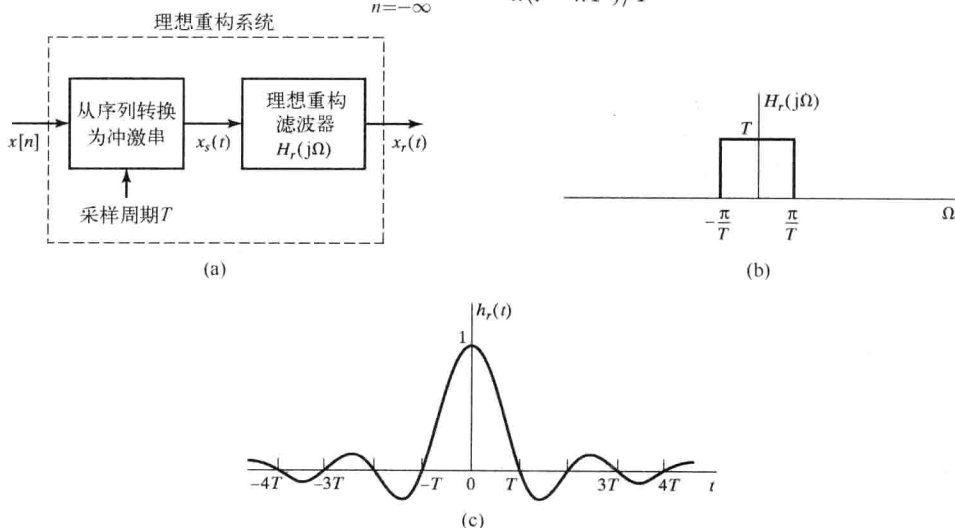 n=−∞
理想重构系统
从序列转换
为冲激串
理想重构
滤波器
H_r(jΩ)
x[n]
x_s(t)
x_r(t)
采样周期T
(a)
H_r(jΩ)
T
−π/T
π/T
Ω
(b)
h_r(t)
1
−4T
−3T
−T
0
T
3T
4T
t
(c)